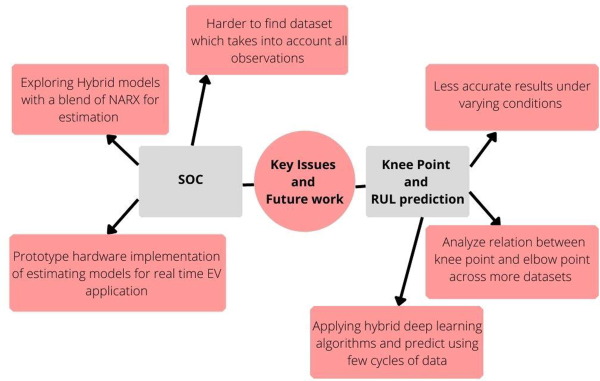 Harder to find dataset
which takes into account all
observations
Exploring Hybrid models
with a blend of NARX for
estimation
SOC
Prototype hardware implementation
of estimating models for real time EV
application
Key Issues
and
Future work
Knee Point
and
RUL prediction
Less accurate results under
varying conditions
Analyze relation between
knee point and elbow point
across more datasets
Applying hybrid deep learning
algorithms and predict using
few cycles of data